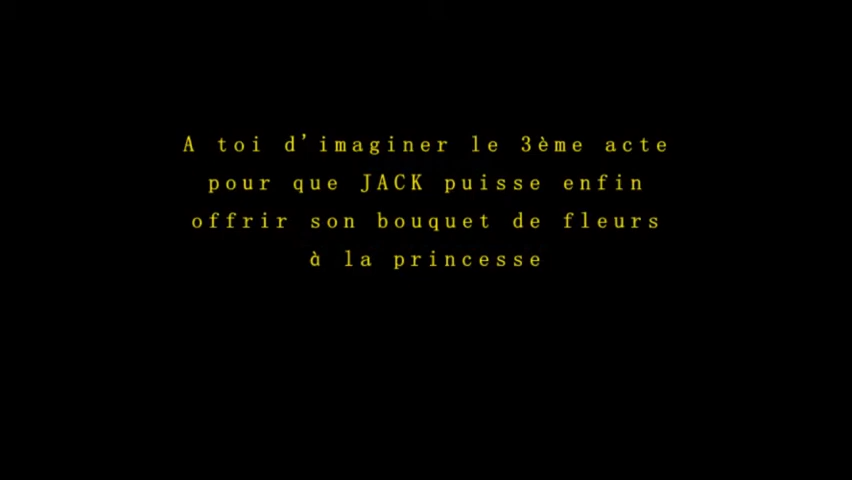 A toi d'imaginer le 3ème acte
pour que JACK puisse enfin
offrir son bouquet de fleurs
à la princesse